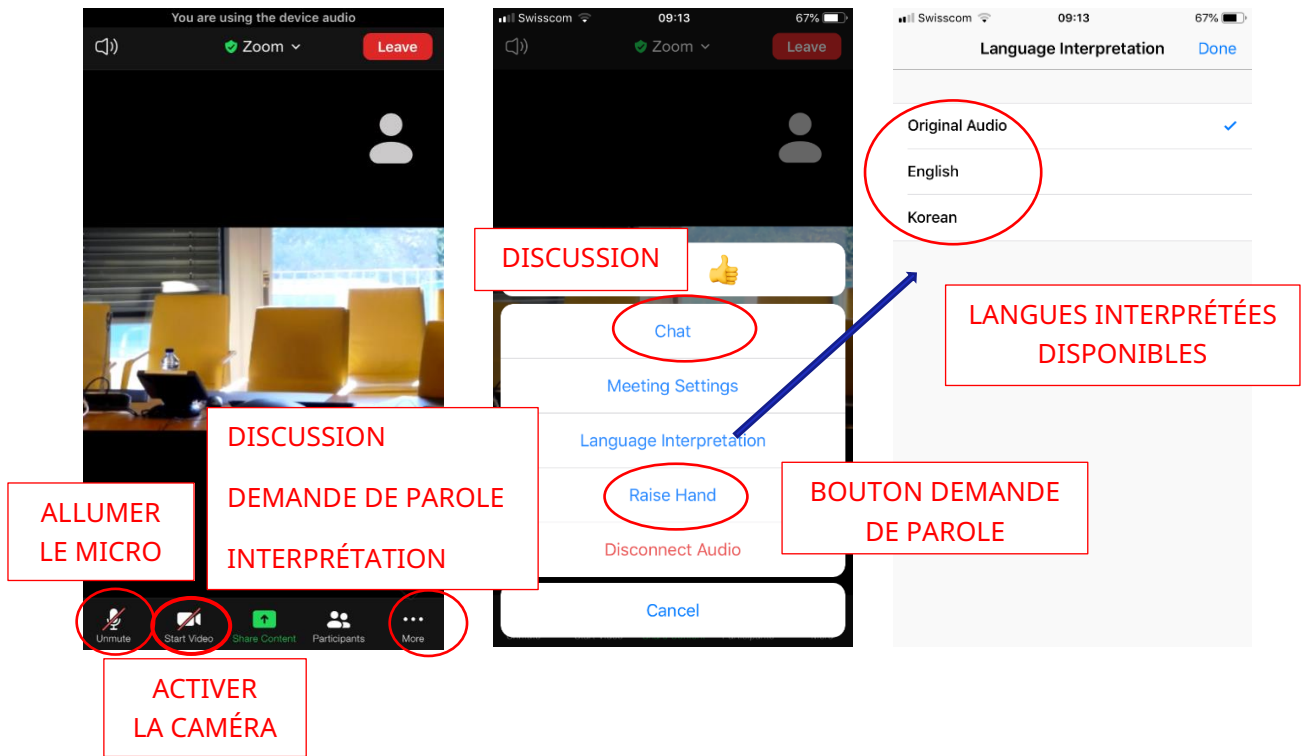 You are using the device audio
Zoom
Leave
DISCUSSION
DEMANDE DE PAROLE
INTERPRÉTATION
ALLUMER
LE MICRO
Unmute
Start Video
Share Content
Participants
More
ACTIVER
LA CAMÉRA
Swisscom
09:13
67%
Zoom
Leave
DISCUSSION
Chat
Meeting Settings
Language Interpretation
Raise Hand
Disconnect Audio
Cancel
BOUTON DEMANDE
DE PAROLE
Swisscom
09:13
67%
Language Interpretation
Done
Original Audio
English
Korean
LANGUES INTERPRÉTÉES
DISPONIBLES